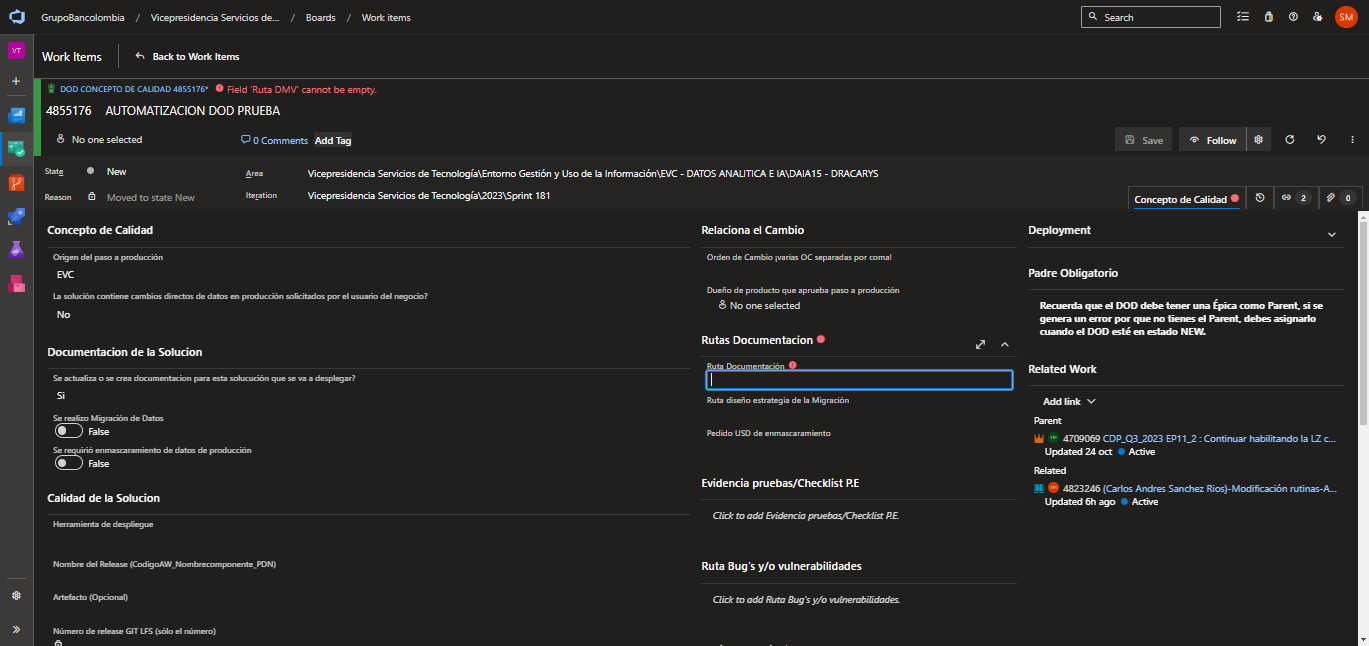 GrupoBancolombia / Vicepresidencia Servicios de... / Boards / Work items
Search
SM
VT
Work Items
Back to Work Items
DOD CONCEPTO DE CALIDAD 4855176*
Field 'Ruta DMV' cannot be empty.
4855176 AUTOMATIZACION DOD PRUEBA
No one selected
0 Comments
Add Tag
Save
Follow
State
New
Area
Vicepresidencia Servicios de Tecnología\Entorno Gestión y Uso de la Información\EVC - DATOS ANALITICA E IA\DAIA15 - DRACARYS
Reason
Moved to state New
Iteration
Vicepresidencia Servicios de Tecnología\2023\Sprint 181
Concepto de Calidad
2
0
Concepto de Calidad
Origen del paso a producción
EVC
La solución contiene cambios directos de datos en producción solicitados por el usuario del negocio?
No
Documentacion de la Solucion
Se actualiza o se crea documentacion para esta solucución que se va a desplegar?
Si
Se realizo Migración de Datos
False
Se requirió enmascaramiento de datos de producción
False
Calidad de la Solucion
Herramienta de despliegue
Nombre del Release (CodigoAW_Nombrecomponente_PDN)
Artefacto (Opcional)
Número de release GIT LFS (sólo el número)
Relaciona el Cambio
Orden de Cambio ¡varias OC separadas por coma!
Dueño de producto que aprueba paso a producción
No one selected
Rutas Documentacion
Ruta Documentación
Ruta diseño estrategia de la Migración
Pedido USD de enmascaramiento
Evidencia pruebas/Checklist P.E
Click to add Evidencia pruebas/Checklist P.E.
Ruta Bug's y/o vulnerabilidades
Click to add Ruta Bug's y/o vulnerabilidades.
Deployment
Padre Obligatorio
Recuerda que el DOD debe tener una Épica como Parent, si se
genera un error por que no tienes el Parent, debes asignarlo
cuando el DOD esté en estado NEW.
Related Work
Add link
Parent
4709069 CDP_Q3_2023 EP11_2 : Continuar habilitando la LZ c...
Updated 24 oct
Active
Related
4823246 (Carlos Andres Sanchez Rios)-Modificación rutinas-A...
Updated 6h ago
Active